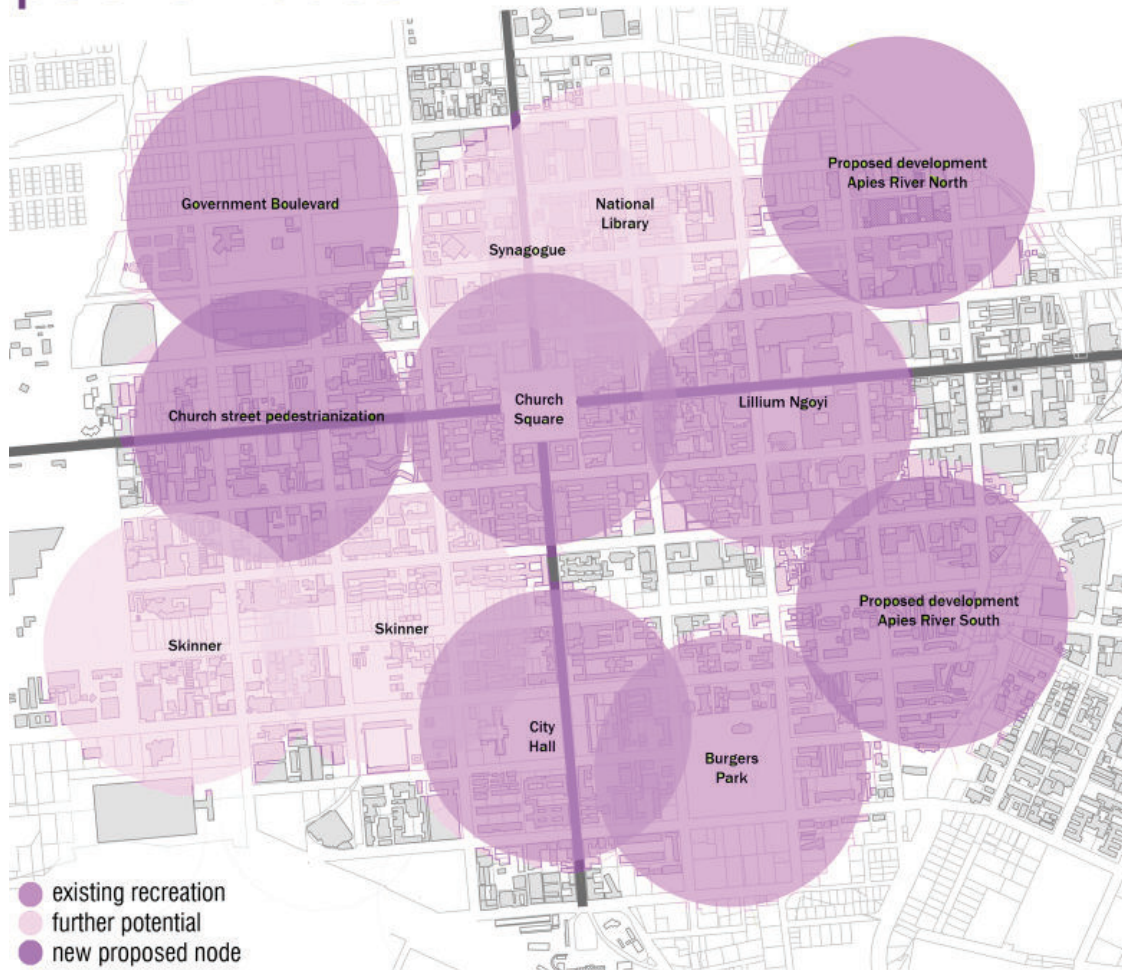 Government Boulevard
National
Library
Synagogue
Proposed development
Apies River North
Church street pedestrianization
Church
Square
Lillium Ngoyi
Skinner
Skinner
Proposed development
Apies River South
City
Hall
Burgers
Park
existing recreation
further potential
new proposed node